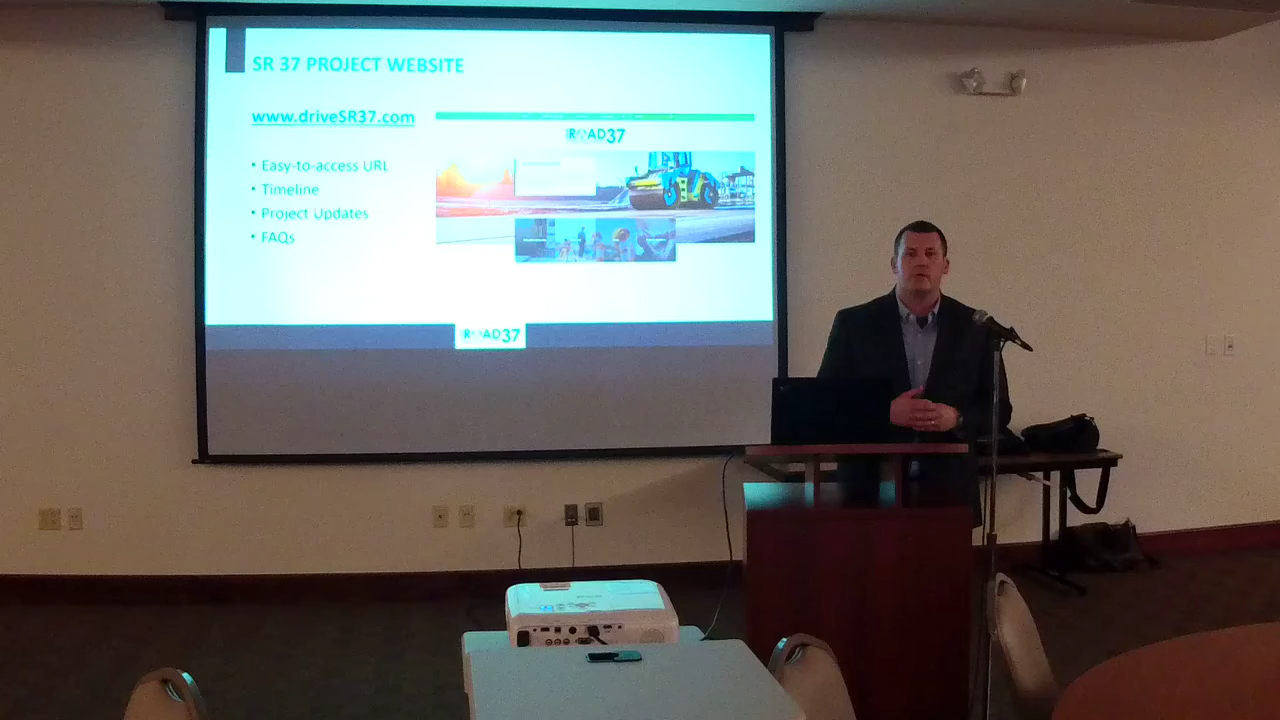 SR 37 PROJECT WEBSITE
www.driveSR37.com
• Easy-to-access URL
• Timeline
• Project Updates
• FAQs
ROAD37
ROAD37